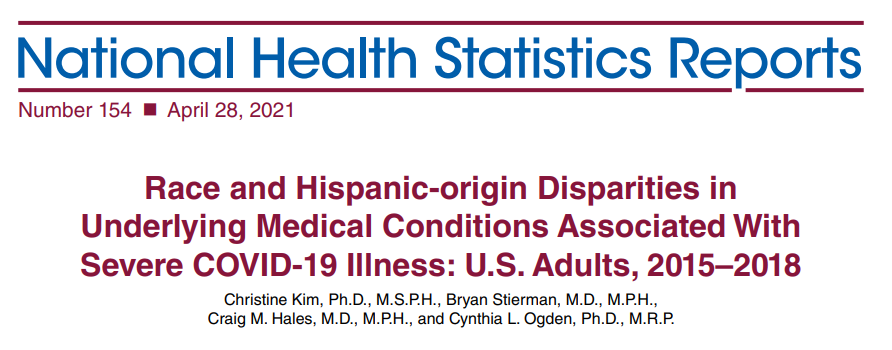 National Health Statistics Reports
Number 154 ■ April 28, 2021
Race and Hispanic-origin Disparities in
Underlying Medical Conditions Associated With
Severe COVID-19 Illness: U.S. Adults, 2015–2018
Christine Kim, Ph.D., M.S.P.H., Bryan Stierman, M.D., M.P.H.,
Craig M. Hales, M.D., M.P.H., and Cynthia L. Ogden, Ph.D., M.R.P.